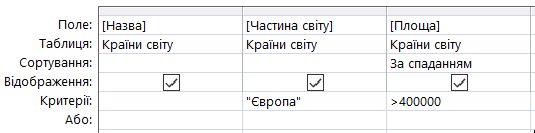 Поле: [Назва] [Частина світу] [Площа]
Таблиця: Країни світу Країни світу Країни світу
Сортування: За спаданням
Відображення:
Критерії: "Європа" >400000
Або: